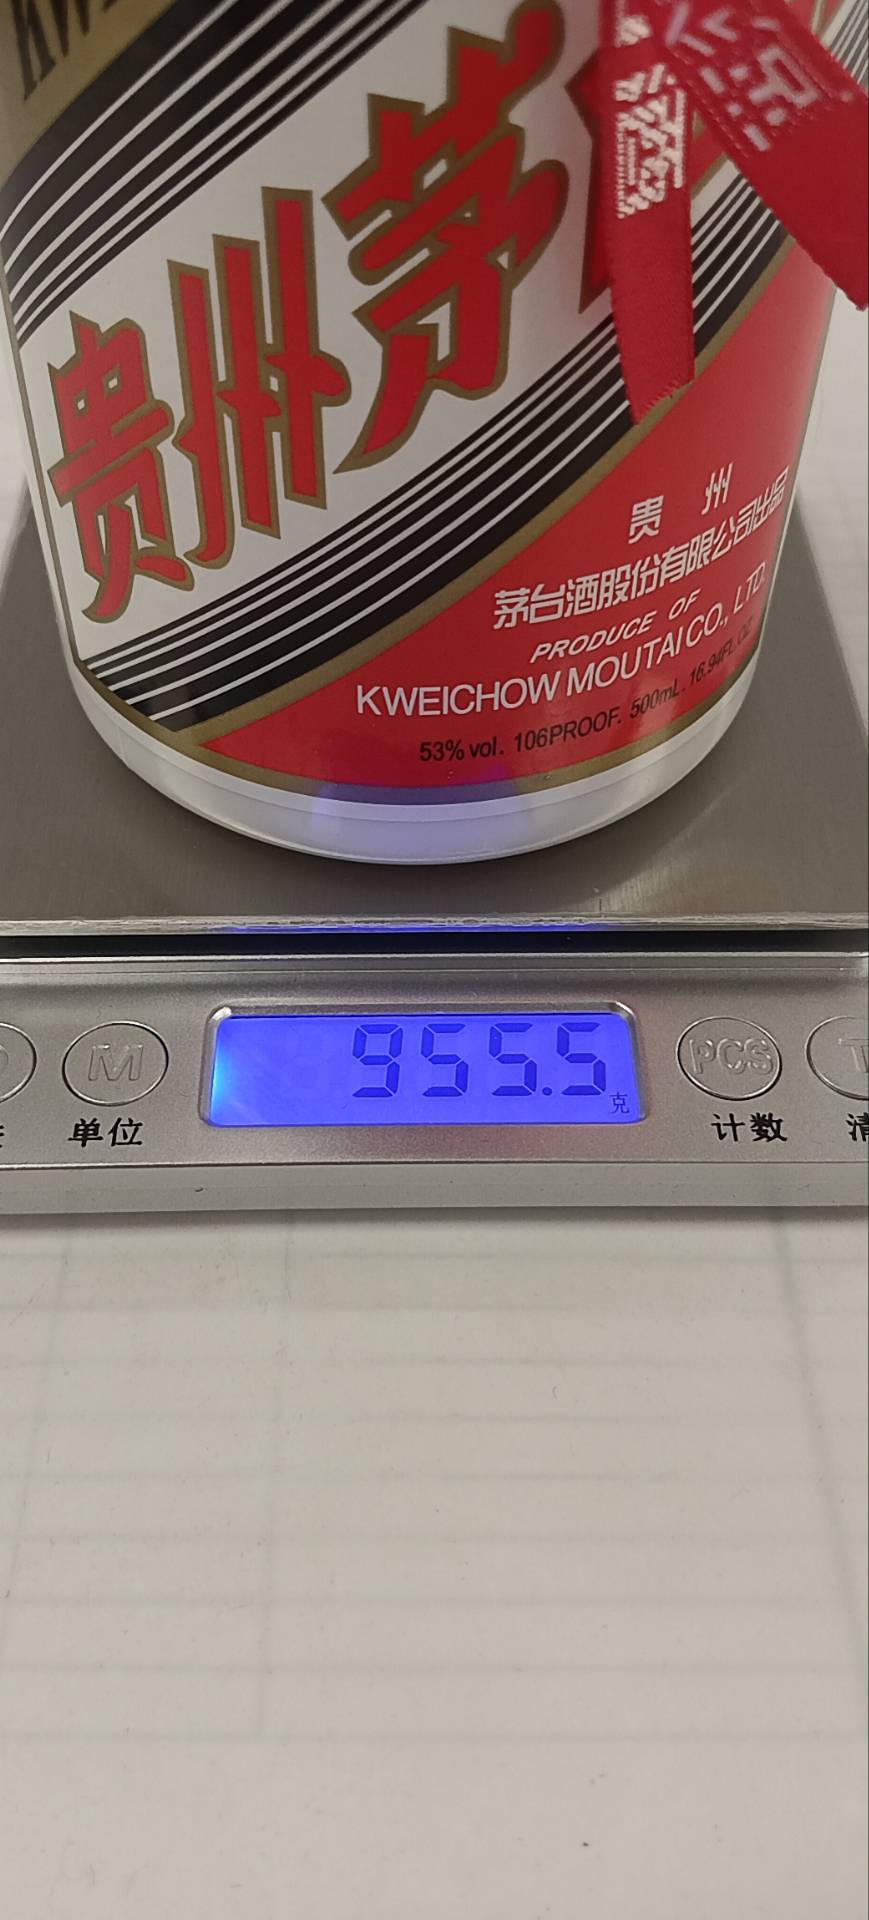 贵州茅
贵 州
茅台酒股份有限公司出品
PRODUCE OF
KWEICHOW MOUTAI CO., LTD.
53% vol. 106PROOF. 500mL. 16.94FL.OZ
955.5
克
M PCS
单位 计数 清